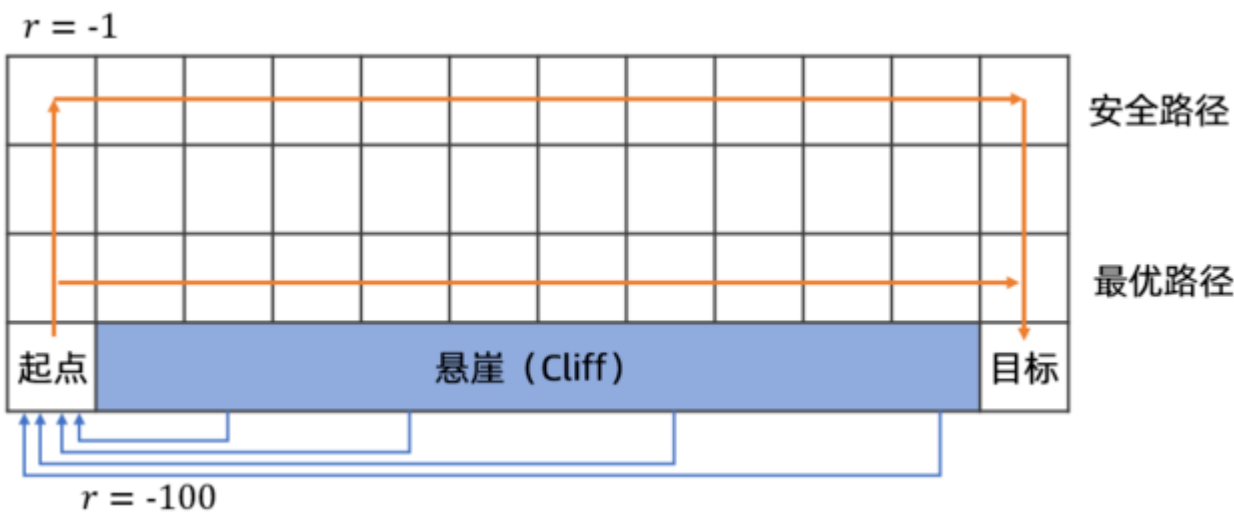 r = -1
安全路径
最优路径
起点
悬崖（Cliff）
目标
r = -100